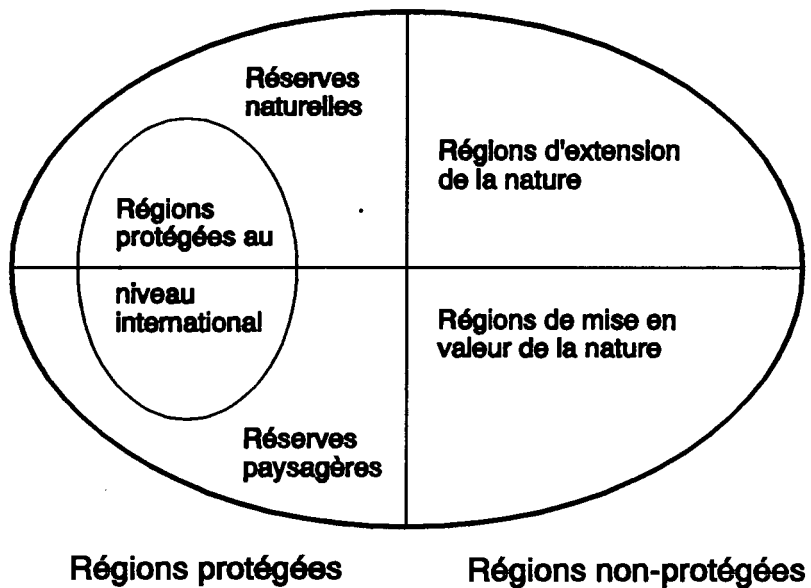 Réserves
naturelles
Régions d'extension
de la nature
Régions
protégées au
niveau
international
Régions de mise en
valeur de la nature
Réserves
paysagères
Régions protégées
Régions non-protégées